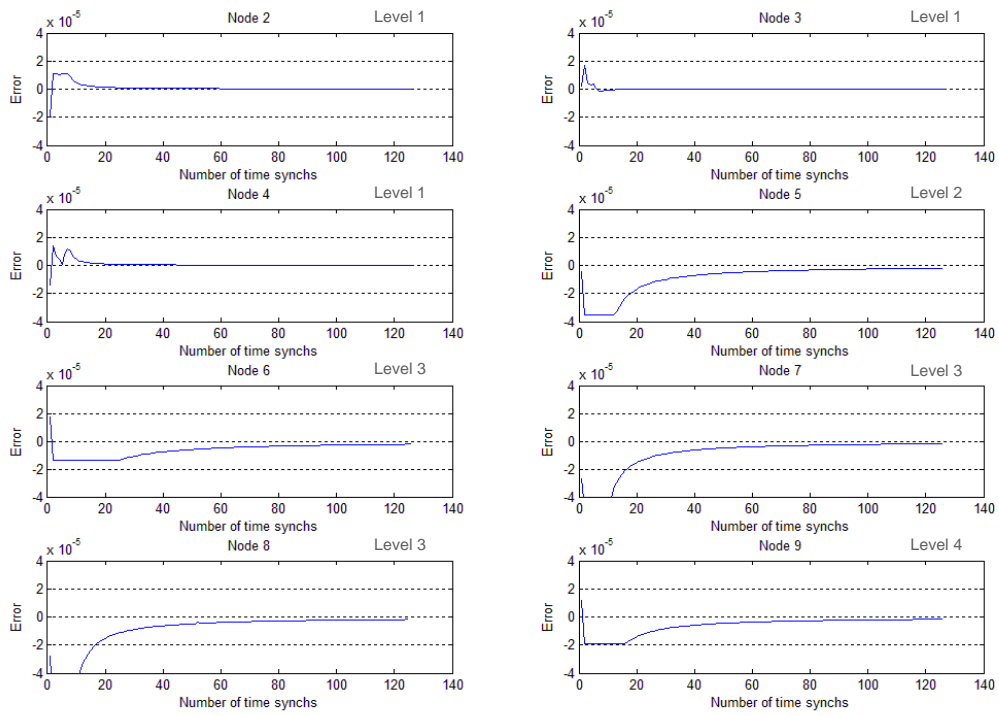 Node 2 Level 1
x 10^-5
4
2
0
-2
-4
Error
0 20 40 60 80 100 120 140
Number of time synchs
Node 3 Level 1
x 10^-5
4
2
0
-2
-4
Error
0 20 40 60 80 100 120 140
Number of time synchs
Node 4 Level 1
x 10^-5
4
2
0
-2
-4
Error
0 20 40 60 80 100 120 140
Number of time synchs
Node 5 Level 2
x 10^-5
4
2
0
-2
-4
Error
0 20 40 60 80 100 120 140
Number of time synchs
Node 6 Level 3
x 10^-5
4
2
0
-2
-4
Error
0 20 40 60 80 100 120 140
Number of time synchs
Node 7 Level 3
x 10^-5
4
2
0
-2
-4
Error
0 20 40 60 80 100 120 140
Number of time synchs
Node 8 Level 3
x 10^-5
4
2
0
-2
-4
Error
0 20 40 60 80 100 120 140
Number of time synchs
Node 9 Level 4
x 10^-5
4
2
0
-2
-4
Error
0 20 40 60 80 100 120 140
Number of time synchs